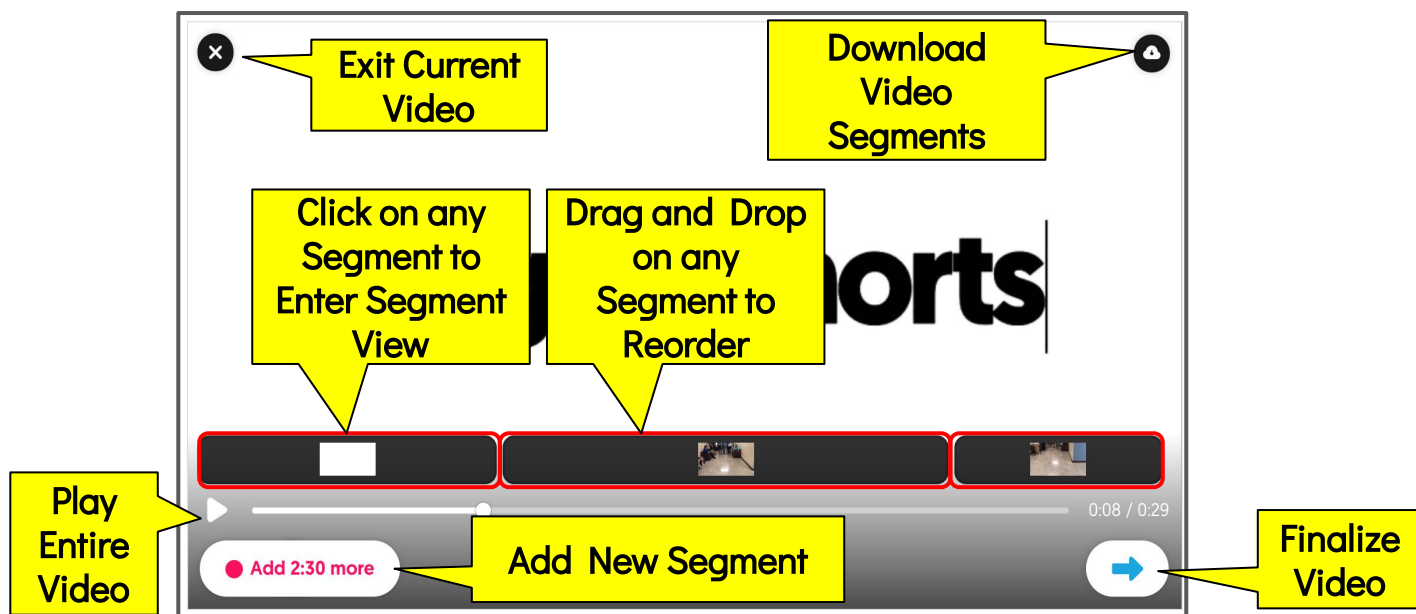 Exit Current
Video
Download
Video
Segments
Click on any
Segment to
Enter Segment
View
Drag and Drop
on any
Segment to
Reorder
orts
Play
Entire
Video
0:08 / 0:29
Add 2:30 more
Add New Segment
Finalize
Video